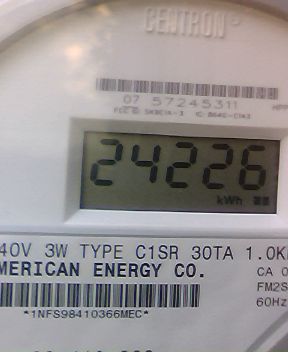 CENTRON
07 57245311
24226
kWh
40V 3W TYPE C1SR 30TA 1.0K
MERICAN ENERGY CO.
CA 0
FM2S
60Hz
*1NFS98410366MEC*